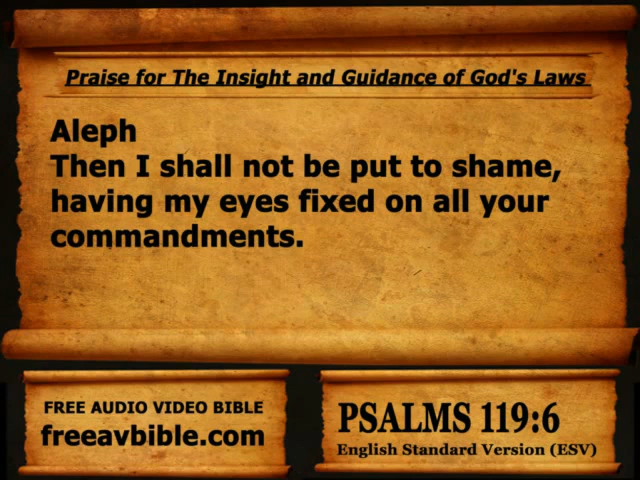 Praise for The Insight and Guidance of God's Laws
Aleph
Then I shall not be put to shame,
having my eyes fixed on all your
commandments.
FREE AUDIO VIDEO BIBLE
freeavbible.com
PSALMS 119:6
English Standard Version (ESV)